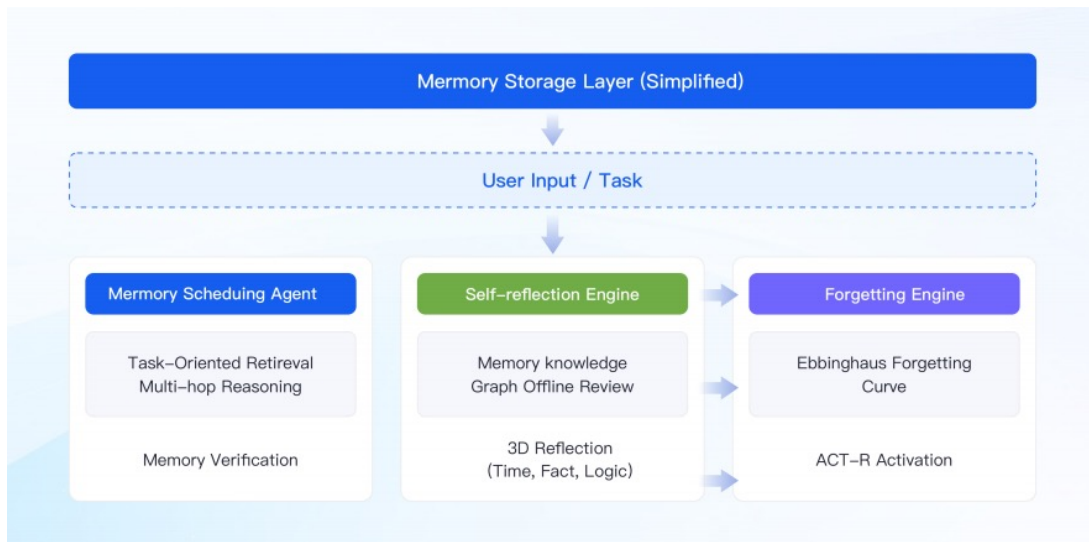 Mermory Storage Layer (Simplified)
User Input / Task
Mermory Scheduing Agent
Task-Oriented Retireval
Multi-hop Reasoning
Memory Verification
Self-reflection Engine
Memory knowledge
Graph Offline Review
3D Reflection
(Time, Fact, Logic)
Forgetting Engine
Ebbinghaus Forgetting
Curve
ACT-R Activation